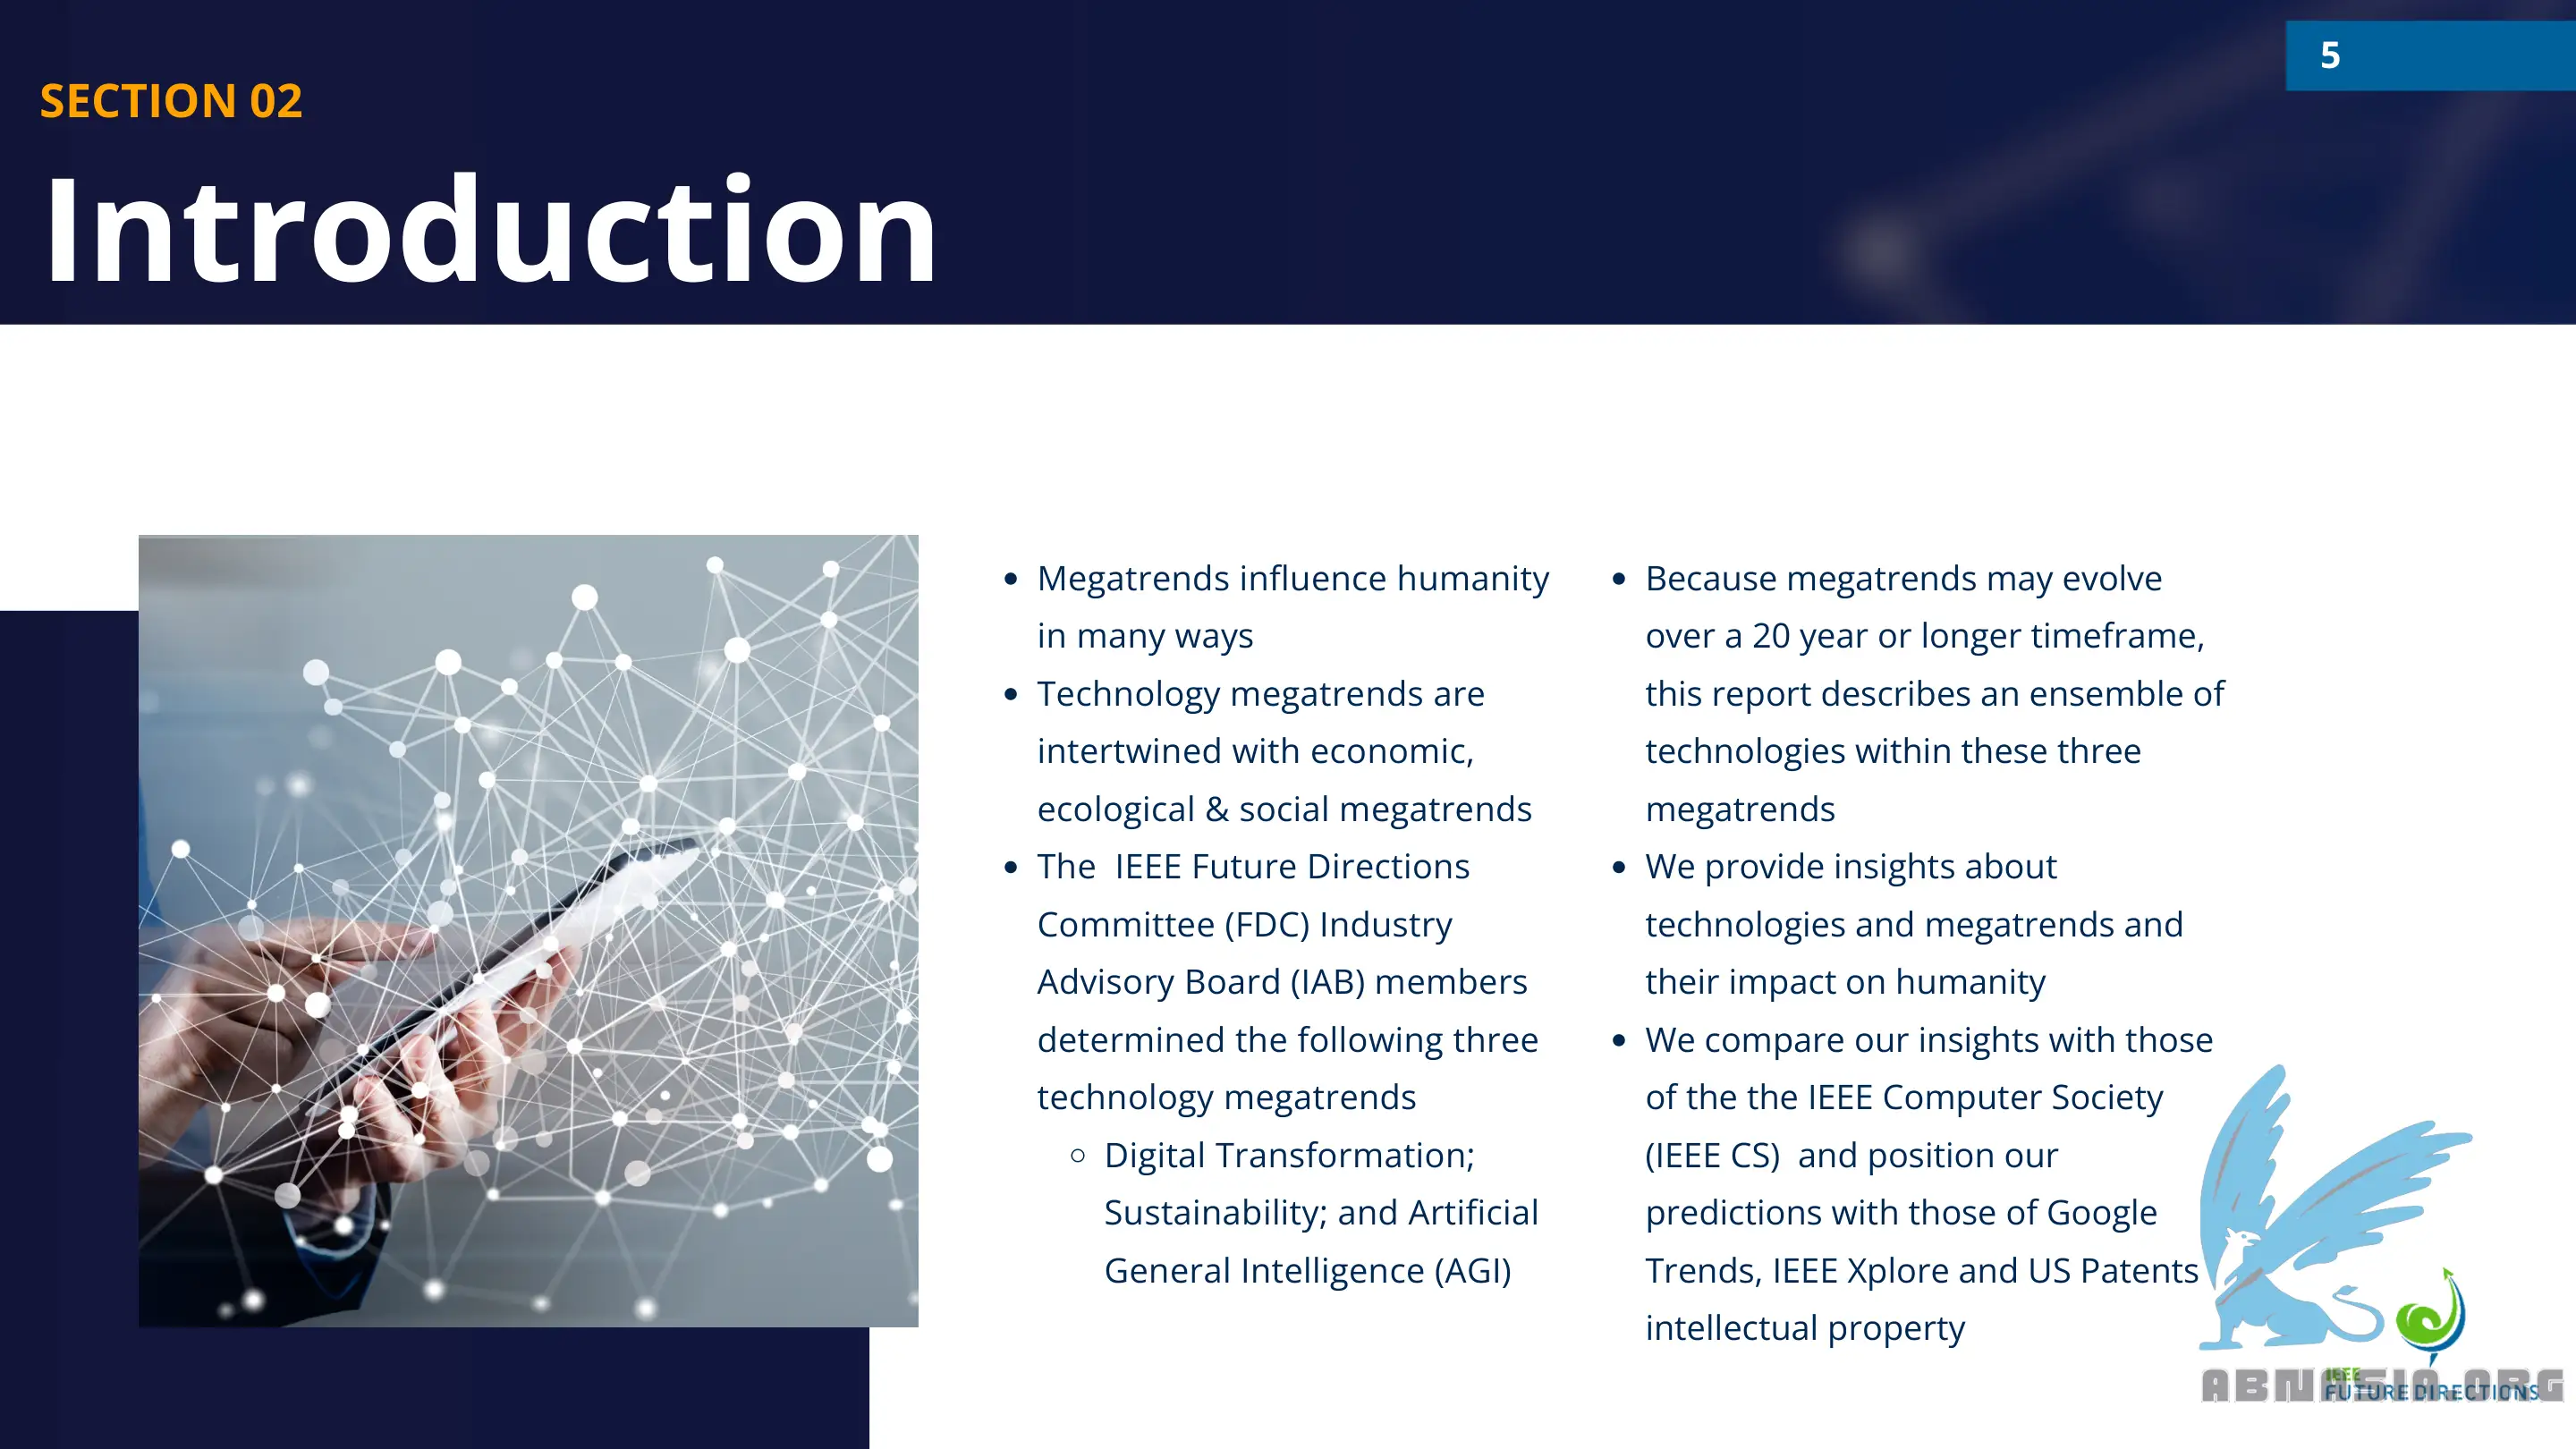 5
SECTION 02
Introduction
• Megatrends influence humanity
in many ways
• Technology megatrends are
intertwined with economic,
ecological & social megatrends
• The  IEEE Future Directions
Committee (FDC) Industry
Advisory Board (IAB) members
determined the following three
technology megatrends
◦ Digital Transformation;
Sustainability; and Artificial
General Intelligence (AGI)
• Because megatrends may evolve
over a 20 year or longer timeframe,
this report describes an ensemble of
technologies within these three
megatrends
• We provide insights about
technologies and megatrends and
their impact on humanity
• We compare our insights with those
of the the IEEE Computer Society
(IEEE CS)  and position our
predictions with those of Google
Trends, IEEE Xplore and US Patents
intellectual property
IEEE
FUTURE DIRECTIONS
ABNASIA.ORG